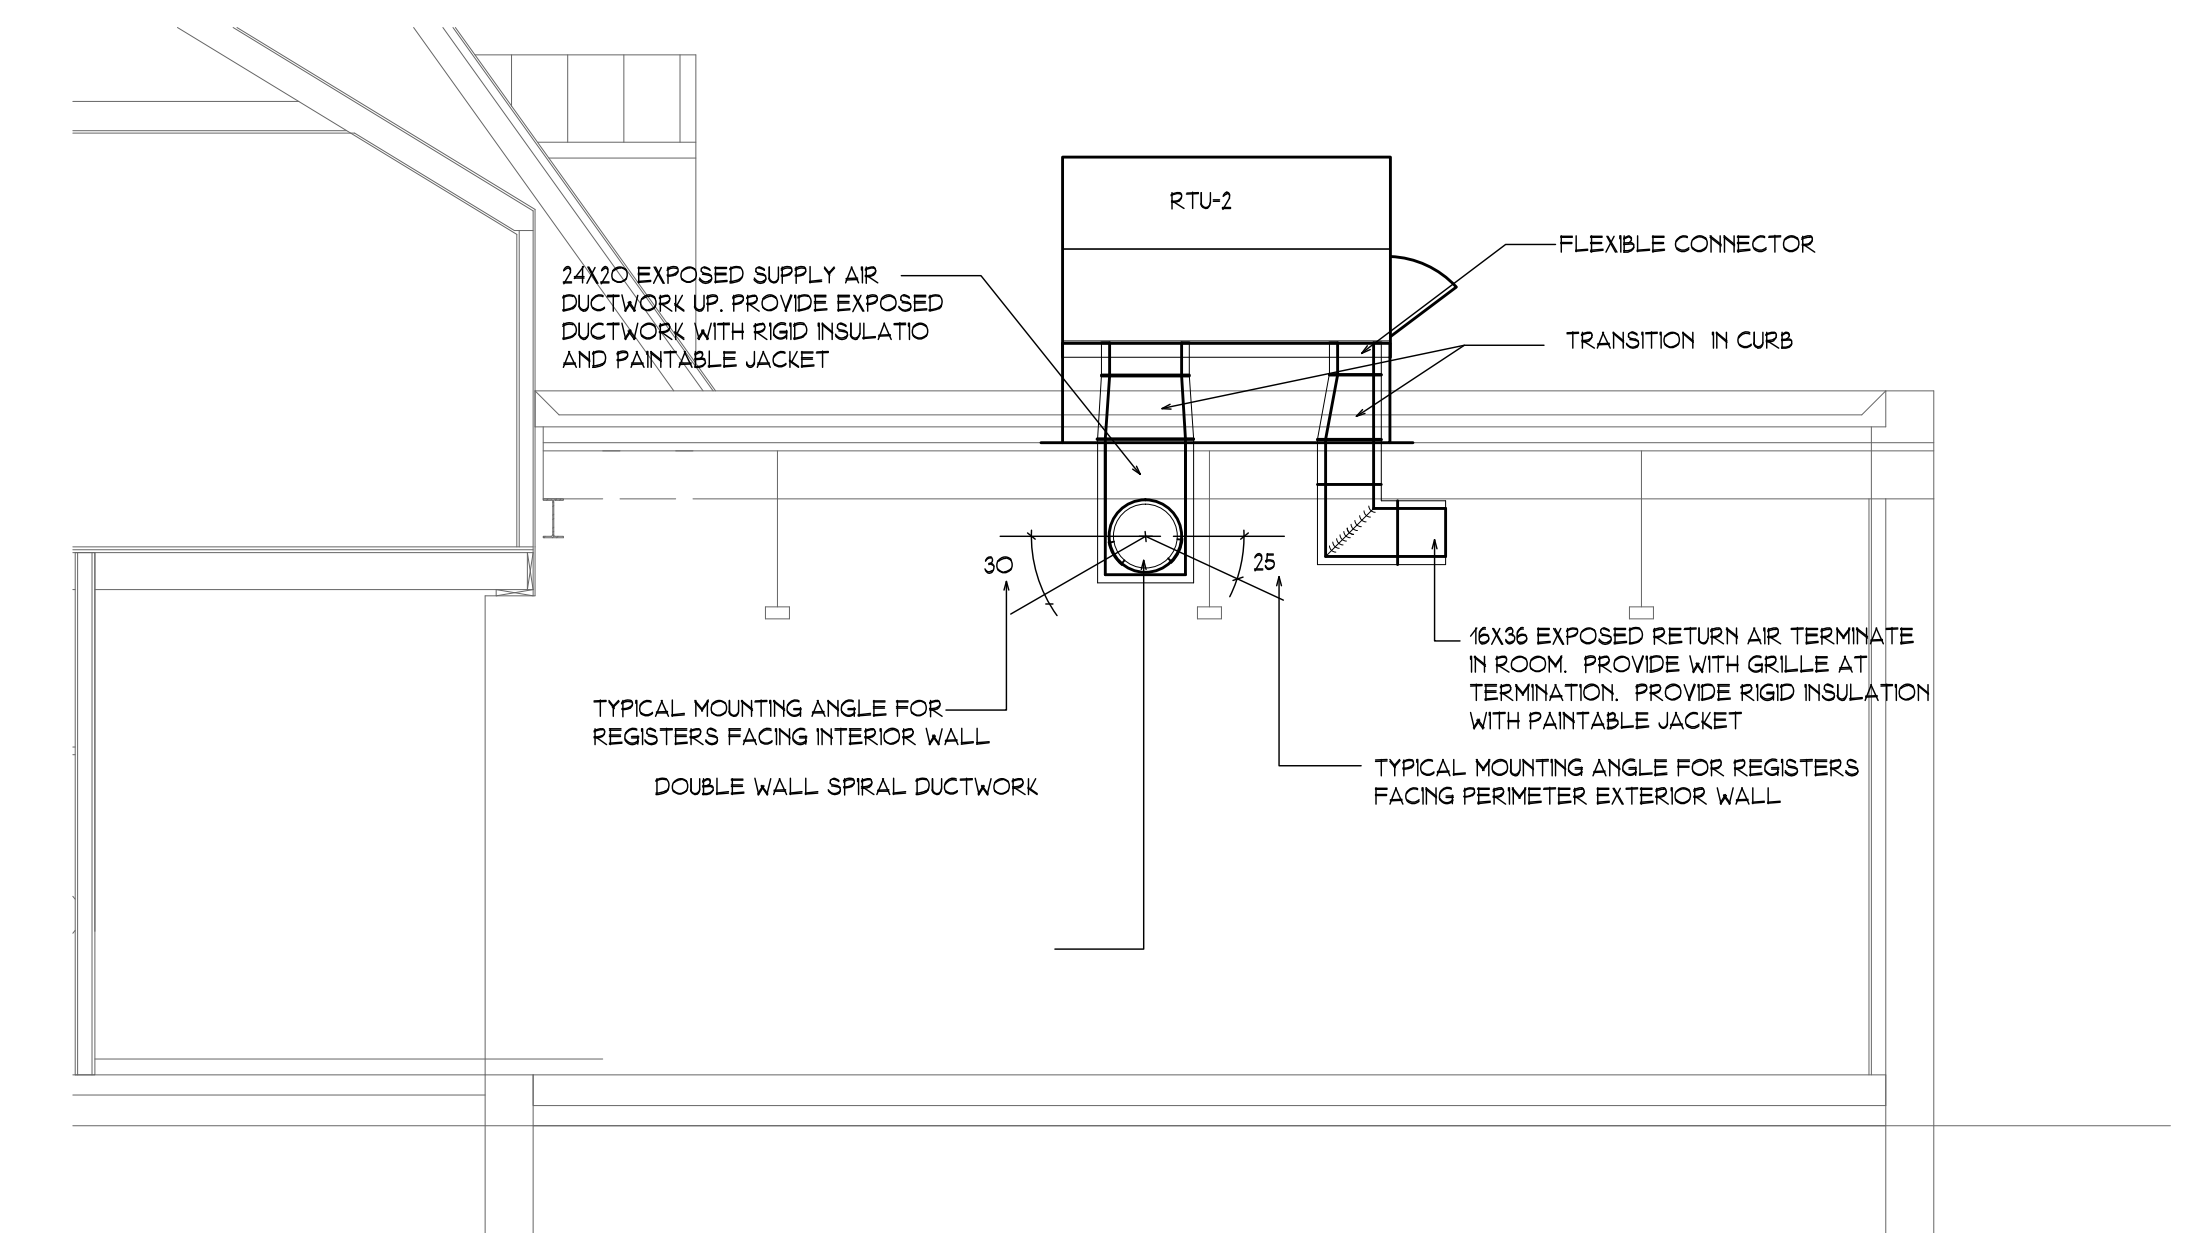 RTU-2
FLEXIBLE CONNECTOR
24X20 EXPOSED SUPPLY AIR
DUCTWORK UP. PROVIDE EXPOSED
DUCTWORK WITH RIGID INSULATIO
AND PAINTABLE JACKET
TRANSITION IN CURB
30
25
16X36 EXPOSED RETURN AIR TERMINATE
IN ROOM. PROVIDE WITH GRILLE AT
TERMINATION. PROVIDE RIGID INSULATION
WITH PAINTABLE JACKET
TYPICAL MOUNTING ANGLE FOR
REGISTERS FACING INTERIOR WALL
DOUBLE WALL SPIRAL DUCTWORK
TYPICAL MOUNTING ANGLE FOR REGISTERS
FACING PERIMETER EXTERIOR WALL